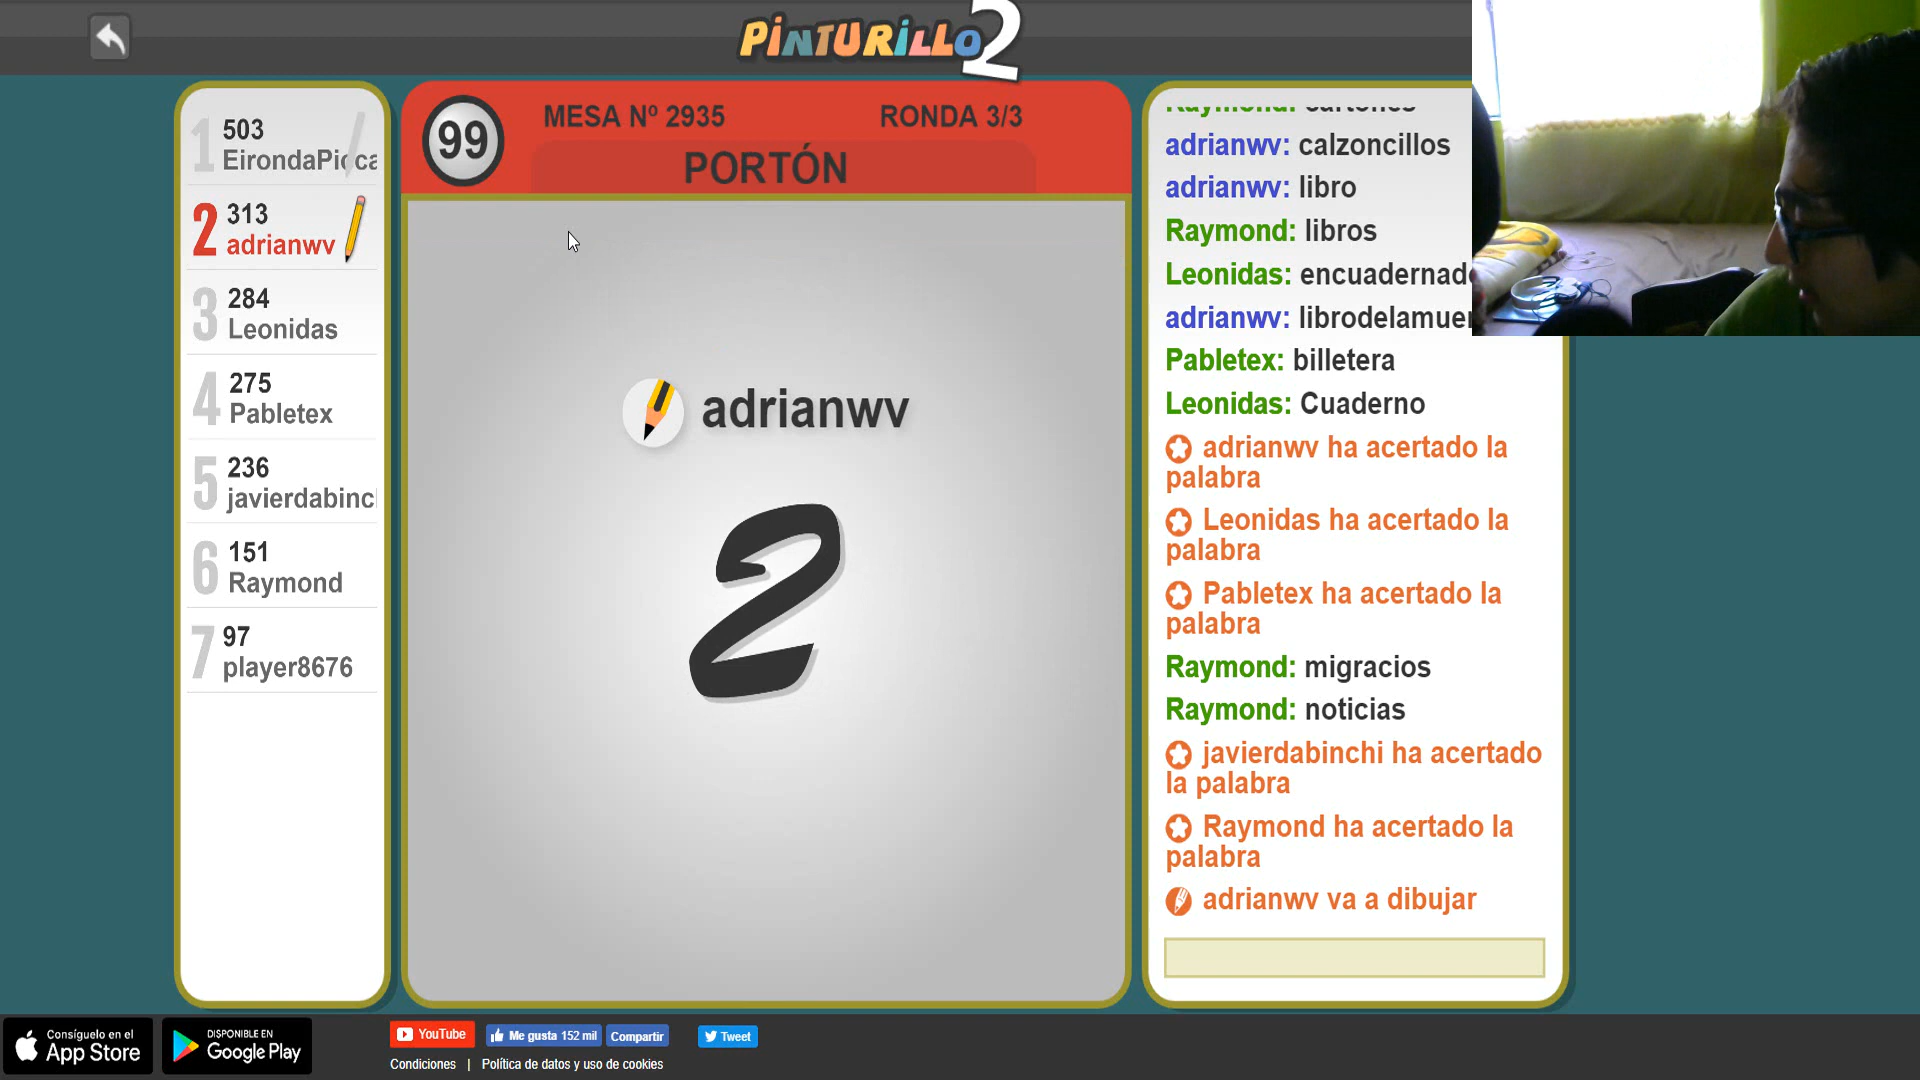 PINTURILLO 2
1 503
EirondaPicca
2 313
adrianwv
3 284
Leonidas
4 275
Pabletex
5 236
javierdabinc
6 151
Raymond
7 97
player8676
99
MESA Nº 2935
RONDA 3/3
PORTÓN
adrianwv
2
Raymond: cartones
adrianwv: calzoncillos
adrianwv: libro
Raymond: libros
Leonidas: encuadernado
adrianwv: librodelamuer
Pabletex: billetera
Leonidas: Cuaderno
adrianwv ha acertado la
palabra
Leonidas ha acertado la
palabra
Pabletex ha acertado la
palabra
Raymond: migracios
Raymond: noticias
javierdabinchi ha acertado
la palabra
Raymond ha acertado la
palabra
adrianwv va a dibujar
Consíguelo en el
App Store
DISPONIBLE EN
Google Play
YouTube
Me gusta 152 mil
Compartir
Tweet
Condiciones | Política de datos y uso de cookies